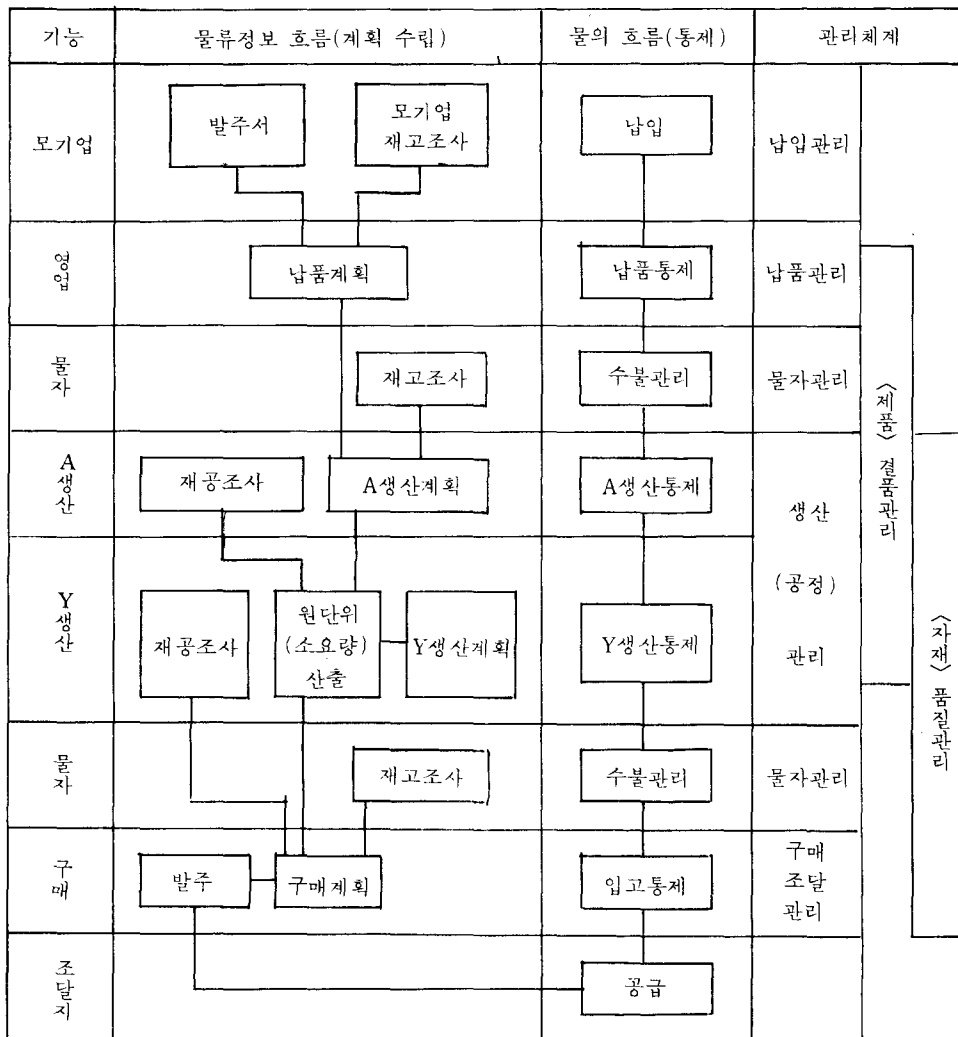 기능
물류정보 흐름(계획 수립)
물의 흐름(통제)
관리체계
모기업
발주서
모기업
재고조사
납입
납입관리
영업
납품계획
납품통제
납품관리
물자
재고조사
수불관리
물자관리
A생산
재공조사
A생산계획
A생산통제
생산
(공정)
관리
Y생산
재공조사
원단위
(소요량)
산출
Y생산계획
Y생산통제
물자
재고조사
수불관리
물자관리
구매
발주
구매계획
입고통제
구매
조달
관리
조달지
공급
〈제품〉 결품관리
〈자재〉 품질관리